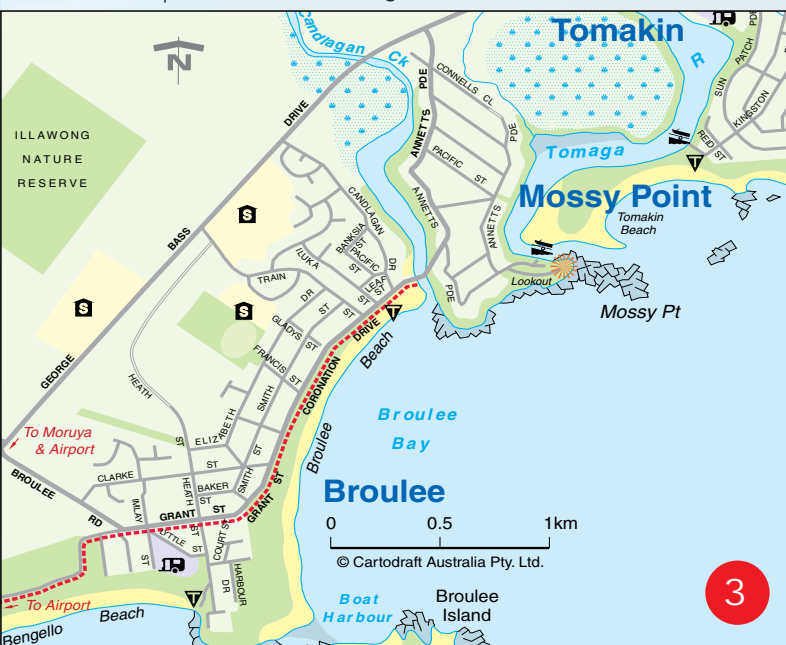 Candlagan Ck
Tomakin
R
PATCH
PDE
SUN
KINGSTON
REID ST
CONNELLS CL
PDE
ANNETTS
PDE
PACIFIC ST
Tomaga
Mossy Point
Tomakin
Beach
ANNETTS
ANNETTS
PDE
Lookout
Mossy Pt
N
ILLAWONG
NATURE
RESERVE
DRIVE
BASS
GEORGE
S
S
S
CANDLAGAN
DR
BANKSIA
ST
PACIFIC
ST
LEAF
ST
ILUKA
ST
TRAIN
DR
ST
ST
GLADYS
ST
FRANCIS
ST
SMITH
ELIZABETH
ST
HEATH
ST
CORONATION
DRIVE
T
T
T
Beach
Broulee
Broulee
Bay
Broulee
0 0.5 1km
© Cartodraft Australia Pty. Ltd.
To Moruya
& Airport
BROULEE
RD
CLARKE
ST
BAKER
ST
SMITH
ST
HEATH
ST
IMLAY
ST
GRANT
ST
GRANT
ST
LYTTLE
ST
COURT ST
HARBOUR
DR
To Airport
Bengello
Beach
Boat
Harbour
Broulee
Island
3